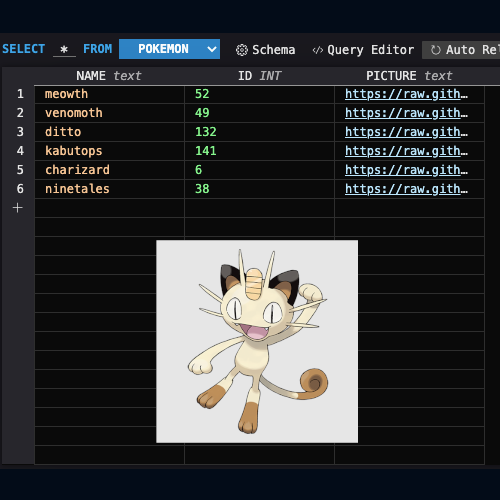 SELECT * FROM POKEMON Schema </> Query Editor Auto Rel
NAME text ID INT PICTURE text
1 meowth 52 https://raw.gith…
2 venomoth 49 https://raw.gith…
3 ditto 132 https://raw.gith…
4 kabutops 141 https://raw.gith…
5 charizard 6 https://raw.gith…
6 ninetales 38 https://raw.gith…
+